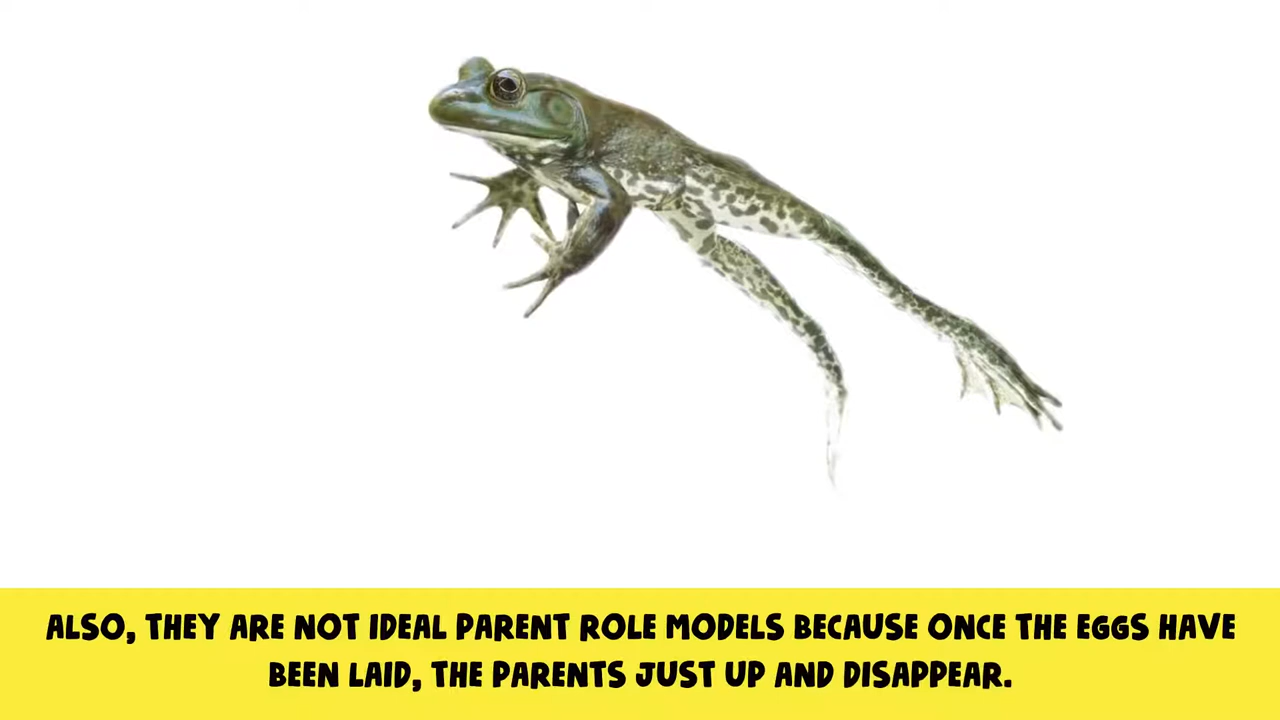 ALSO, THEY ARE NOT IDEAL PARENT ROLE MODELS BECAUSE ONCE THE EGGS HAVE
BEEN LAID, THE PARENTS JUST UP AND DISAPPEAR.